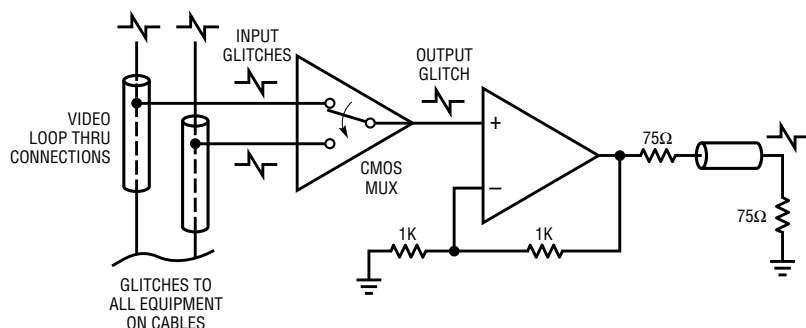 INPUT
GLITCHES
OUTPUT
GLITCH
VIDEO
LOOP THRU
CONNECTIONS
CMOS
MUX
+
–
75Ω
75Ω
1K
1K
GLITCHES TO
ALL EQUIPMENT
ON CABLES